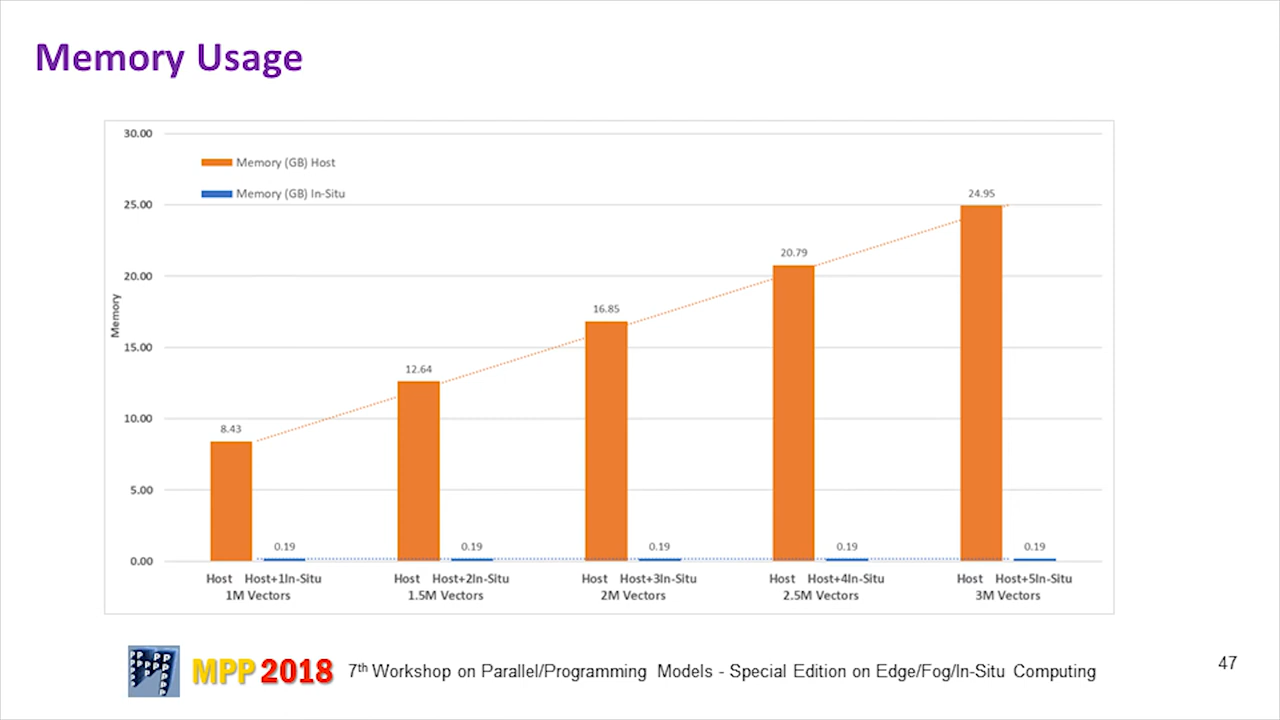 Memory Usage
30.00
Memory (GB) Host
Memory (GB) In-Situ
25.00
24.95
20.79
20.00
16.85
Memory
15.00
12.64
10.00
8.43
5.00
0.19 0.19 0.19 0.19 0.19
0.00
Host Host+1In-Situ Host Host+2In-Situ Host Host+3In-Situ Host Host+4In-Situ Host Host+5In-Situ
1M Vectors 1.5M Vectors 2M Vectors 2.5M Vectors 3M Vectors
MPP 2018 7th Workshop on Parallel/Programming Models - Special Edition on Edge/Fog/In-Situ Computing
47